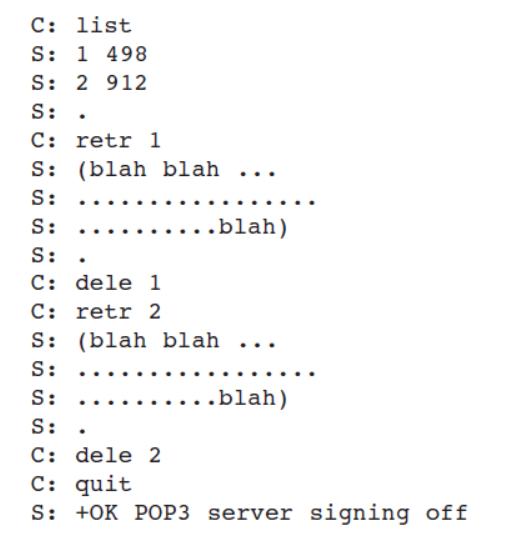 C: list
S: 1 498
S: 2 912
S: .
C: retr 1
S: (blah blah ...
S: .................
S: ..........blah)
S: .
C: dele 1
C: retr 2
S: (blah blah ...
S: .................
S: ..........blah)
S: .
C: dele 2
C: quit
S: +OK POP3 server signing off